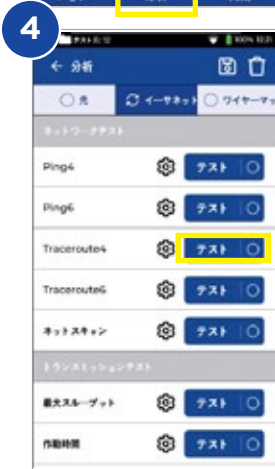 4
← 分析
光
イーサネット
ワイヤーマッ
ネットワークテスト
Ping4
テスト
Ping6
テスト
Traceroute4
テスト
Traceroute6
テスト
ネットスキャン
テスト
トランスミッションテスト
最大スループット
テスト
作動時間
テスト